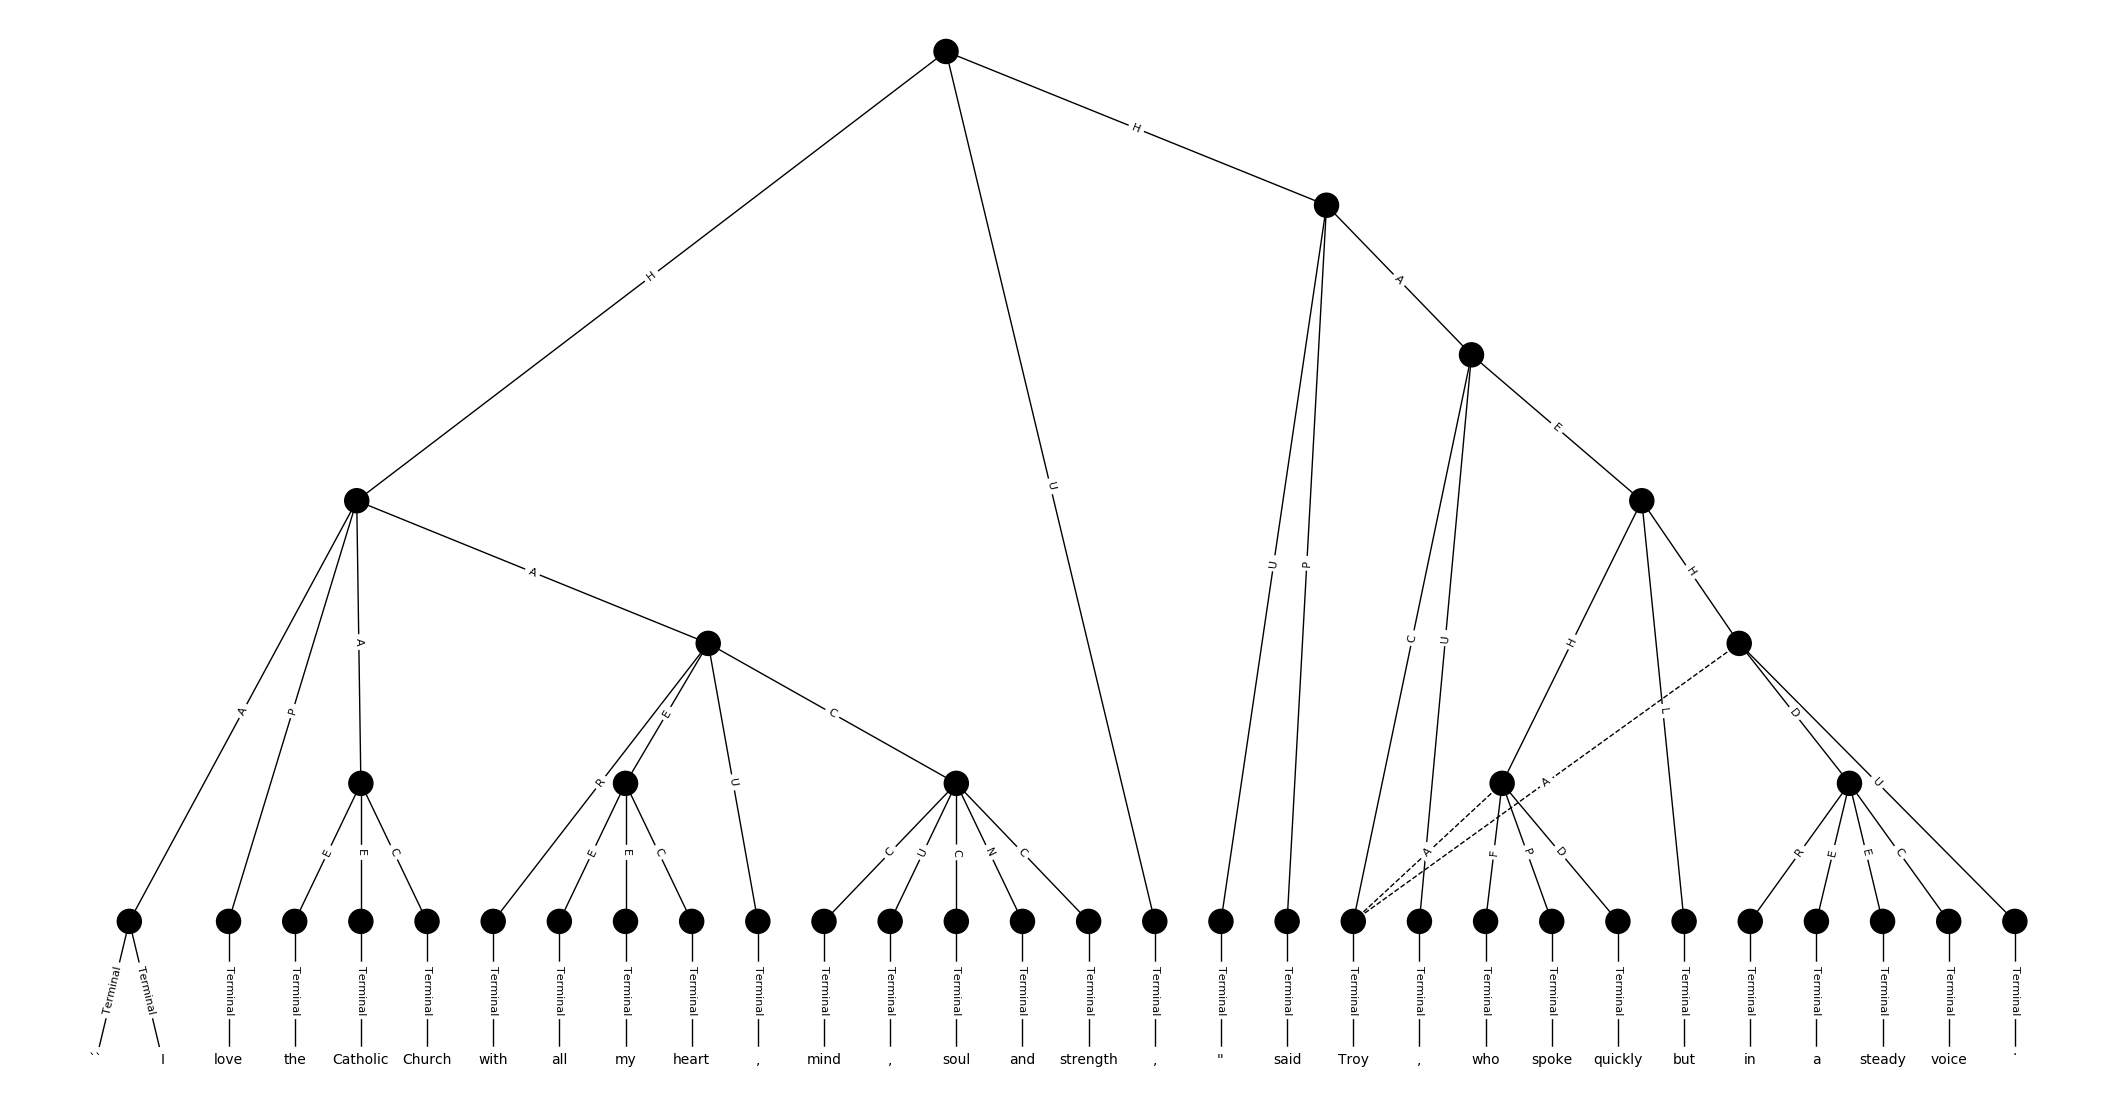 H
H
A
H
U
E
A
H
A
U
P
C
U
H
A
P
E
C
L
D
R
U
A
U
E
E
C
E
E
C
C
U
C
N
C
A
F
P
D
R
E
E
C
Terminal Terminal Terminal Terminal Terminal Terminal Terminal Terminal Terminal Terminal Terminal Terminal Terminal Terminal Terminal Terminal Terminal Terminal Terminal Terminal Terminal Terminal Terminal Terminal Terminal Terminal Terminal Terminal Terminal Terminal
`` I love the Catholic Church with all my heart , mind , soul and strength , " said Troy , who spoke quickly but in a steady voice .